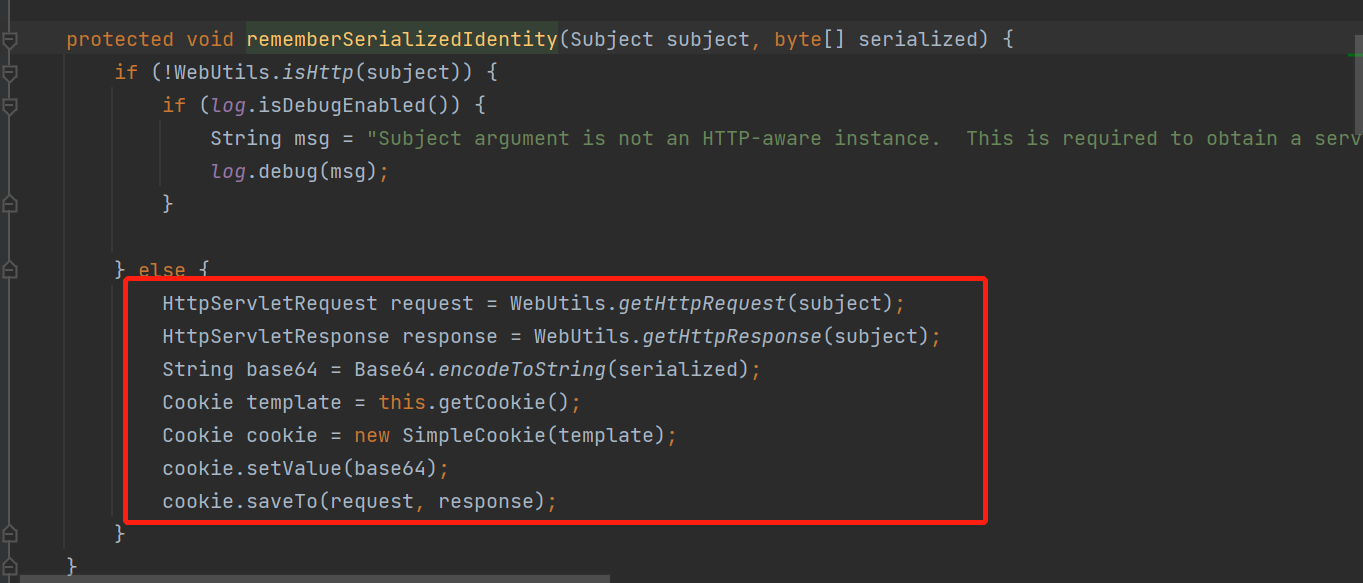 protected void rememberSerializedIdentity(Subject subject, byte[] serialized) {
if (!WebUtils.isHttp(subject)) {
if (log.isDebugEnabled()) {
String msg = "Subject argument is not an HTTP-aware instance.  This is required to obtain a serv
log.debug(msg);
}
} else {
HttpServletRequest request = WebUtils.getHttpRequest(subject);
HttpServletResponse response = WebUtils.getHttpResponse(subject);
String base64 = Base64.encodeToString(serialized);
Cookie template = this.getCookie();
Cookie cookie = new SimpleCookie(template);
cookie.setValue(base64);
cookie.saveTo(request, response);
}
}